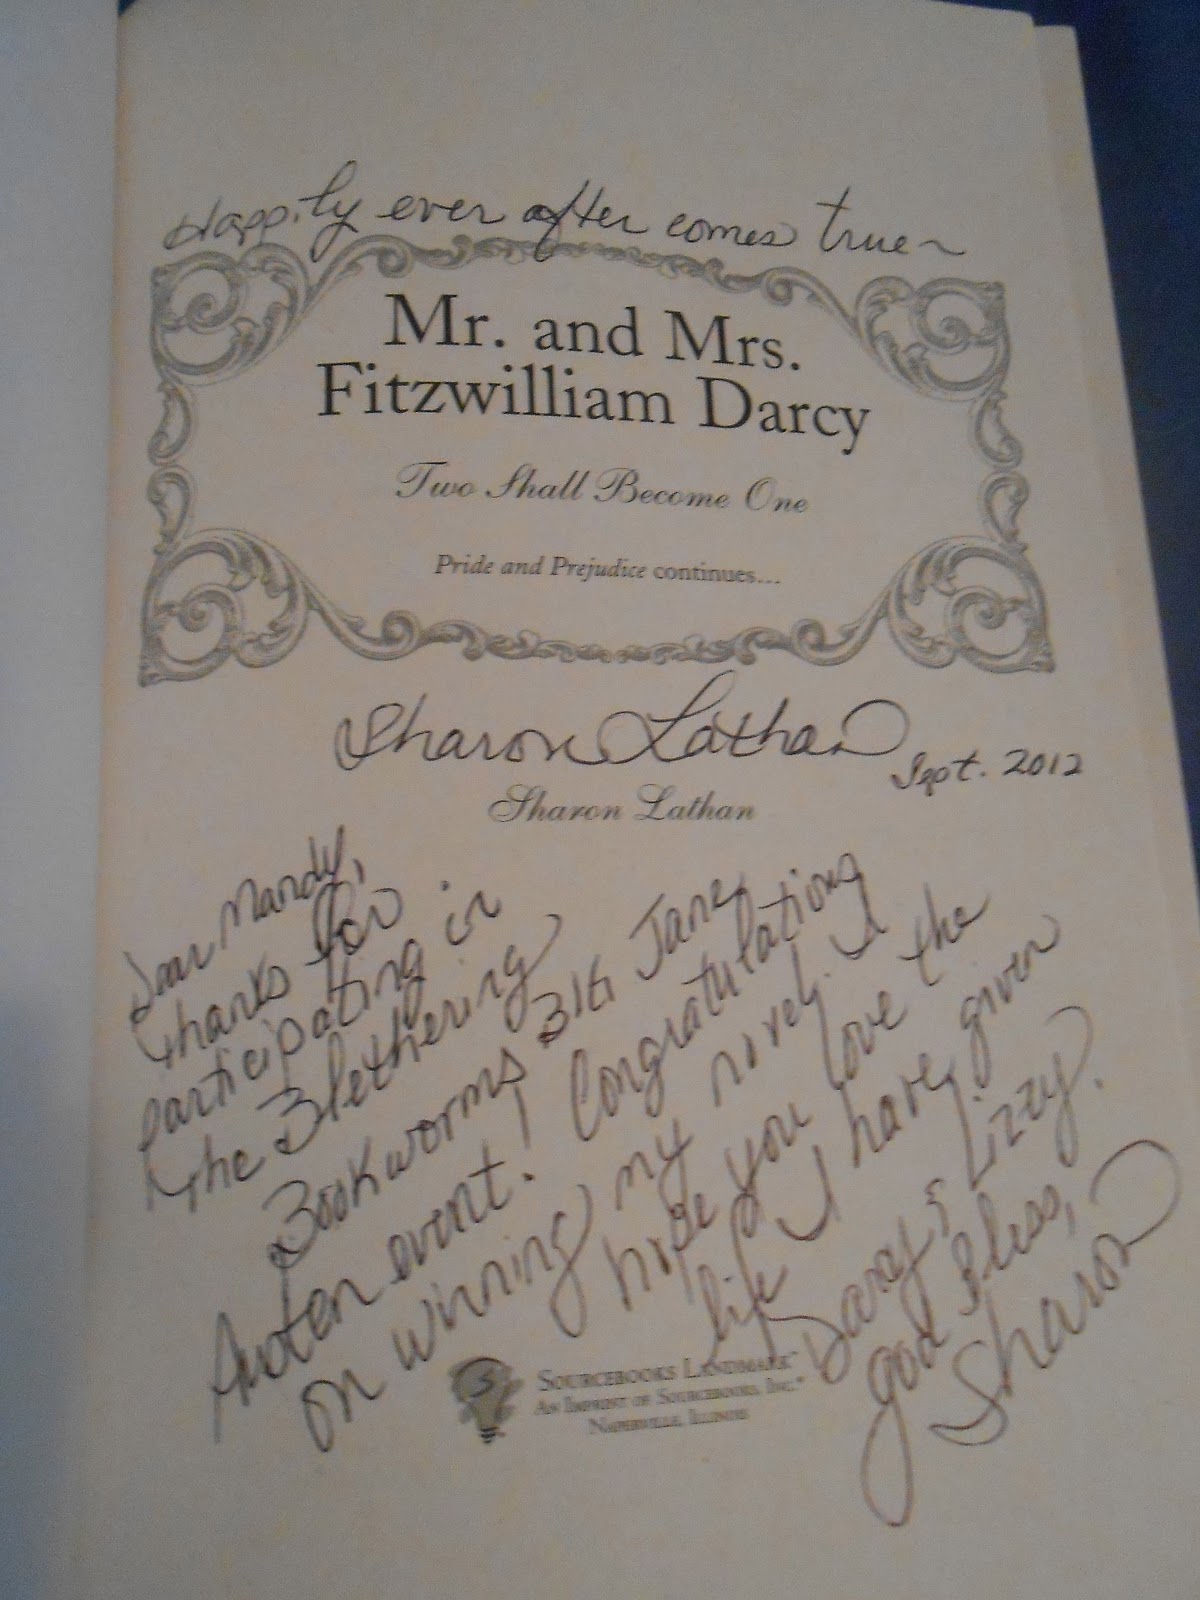 Happily ever after comes true~
Mr. and Mrs.
Fitzwilliam Darcy
Two Shall Become One
Pride and Prejudice continues...
Sharon Lathan
Sept. 2012
Sharon Lathan
Dear Mandy,
thanks for
participating in
the Blethering
Bookworms BIG Jane
Austen event! Congratulations
on winning my novel. I
hope you love the
life I have given
Darcy & Lizzy.
God bless,
Sharon
S
SOURCEBOOKS LANDMARK™
AN IMPRINT OF SOURCEBOOKS, INC.®
NAPERVILLE, ILLINOIS